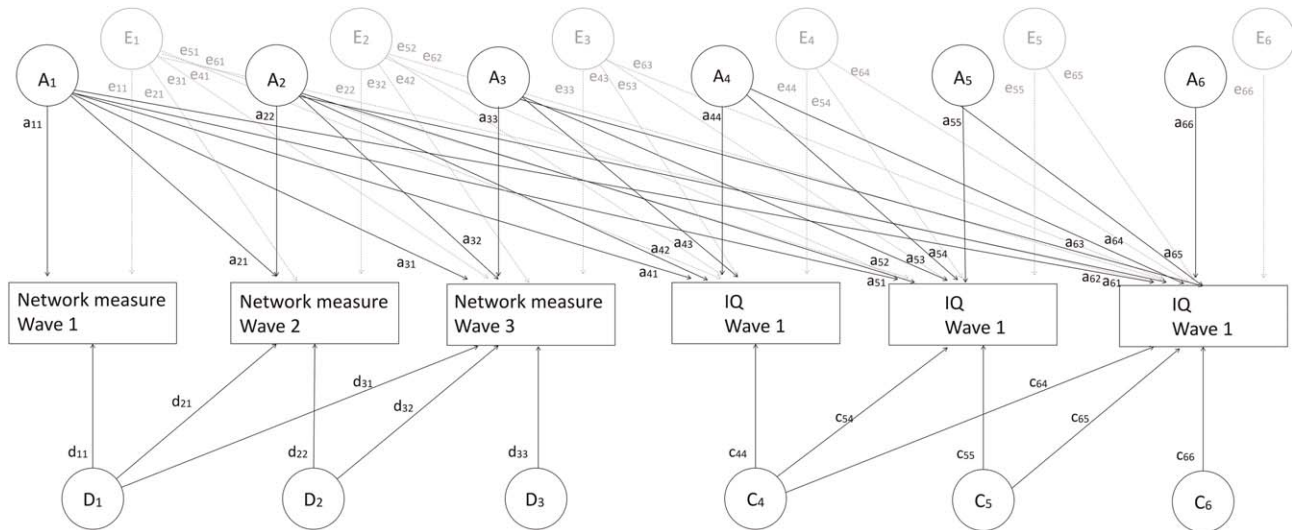 E1 E2 E3 E4 E5 E6
A1 A2 A3 A4 A5 A6
e51 e61 e52 e62 e63 e64 e65
e11 e21 e31 e41 e22 e32 e42 e33 e43 e53 e44 e54 e55 e66
a11 a22 a33 a44 a55 a66
a21 a31 a32 a41 a42 a43 a51 a52 a53 a54 a62 a63 a61 a64 a65
Network measure
Wave 1
Network measure
Wave 2
Network measure
Wave 3
IQ
Wave 1
IQ
Wave 1
IQ
Wave 1
d21 d31 d32 c54 c64 c65
d11 d22 d33 c44 c55 c66
D1 D2 D3 C4 C5 C6